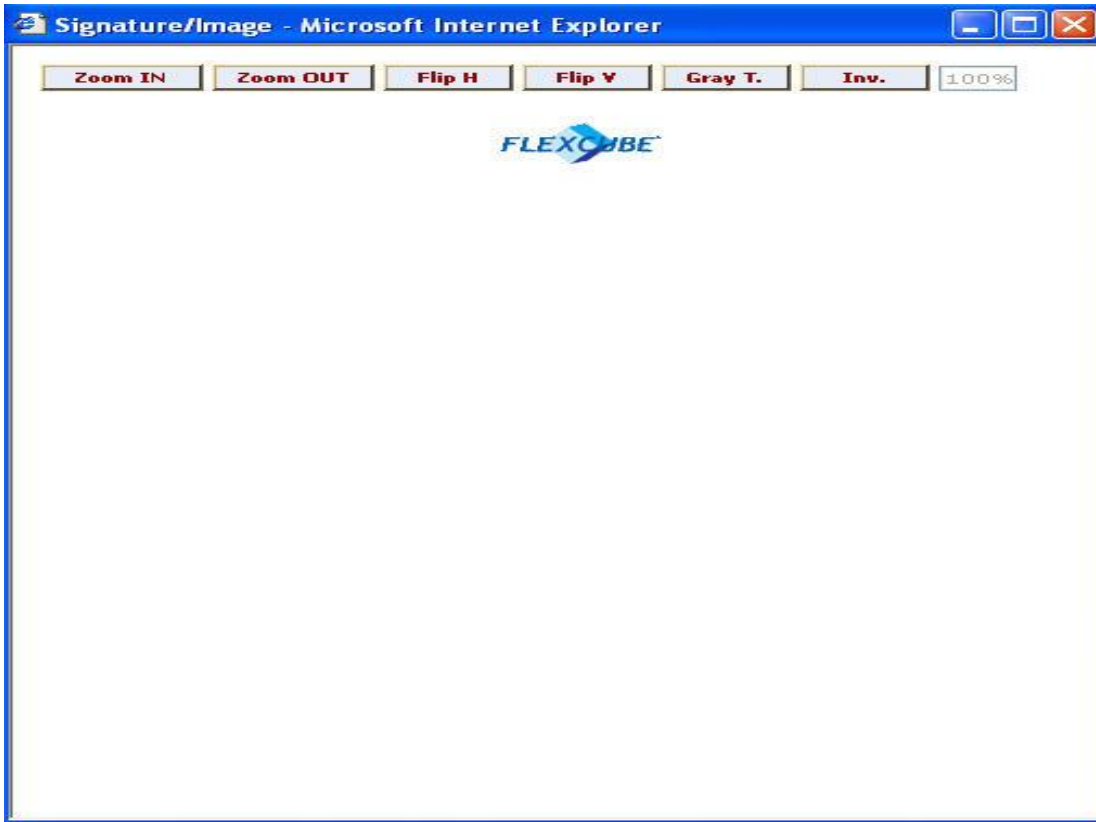 Signature/Image - Microsoft Internet Explorer
Zoom IN Zoom OUT Flip H Flip V Gray T. Inv. 100%
FLEXCUBE